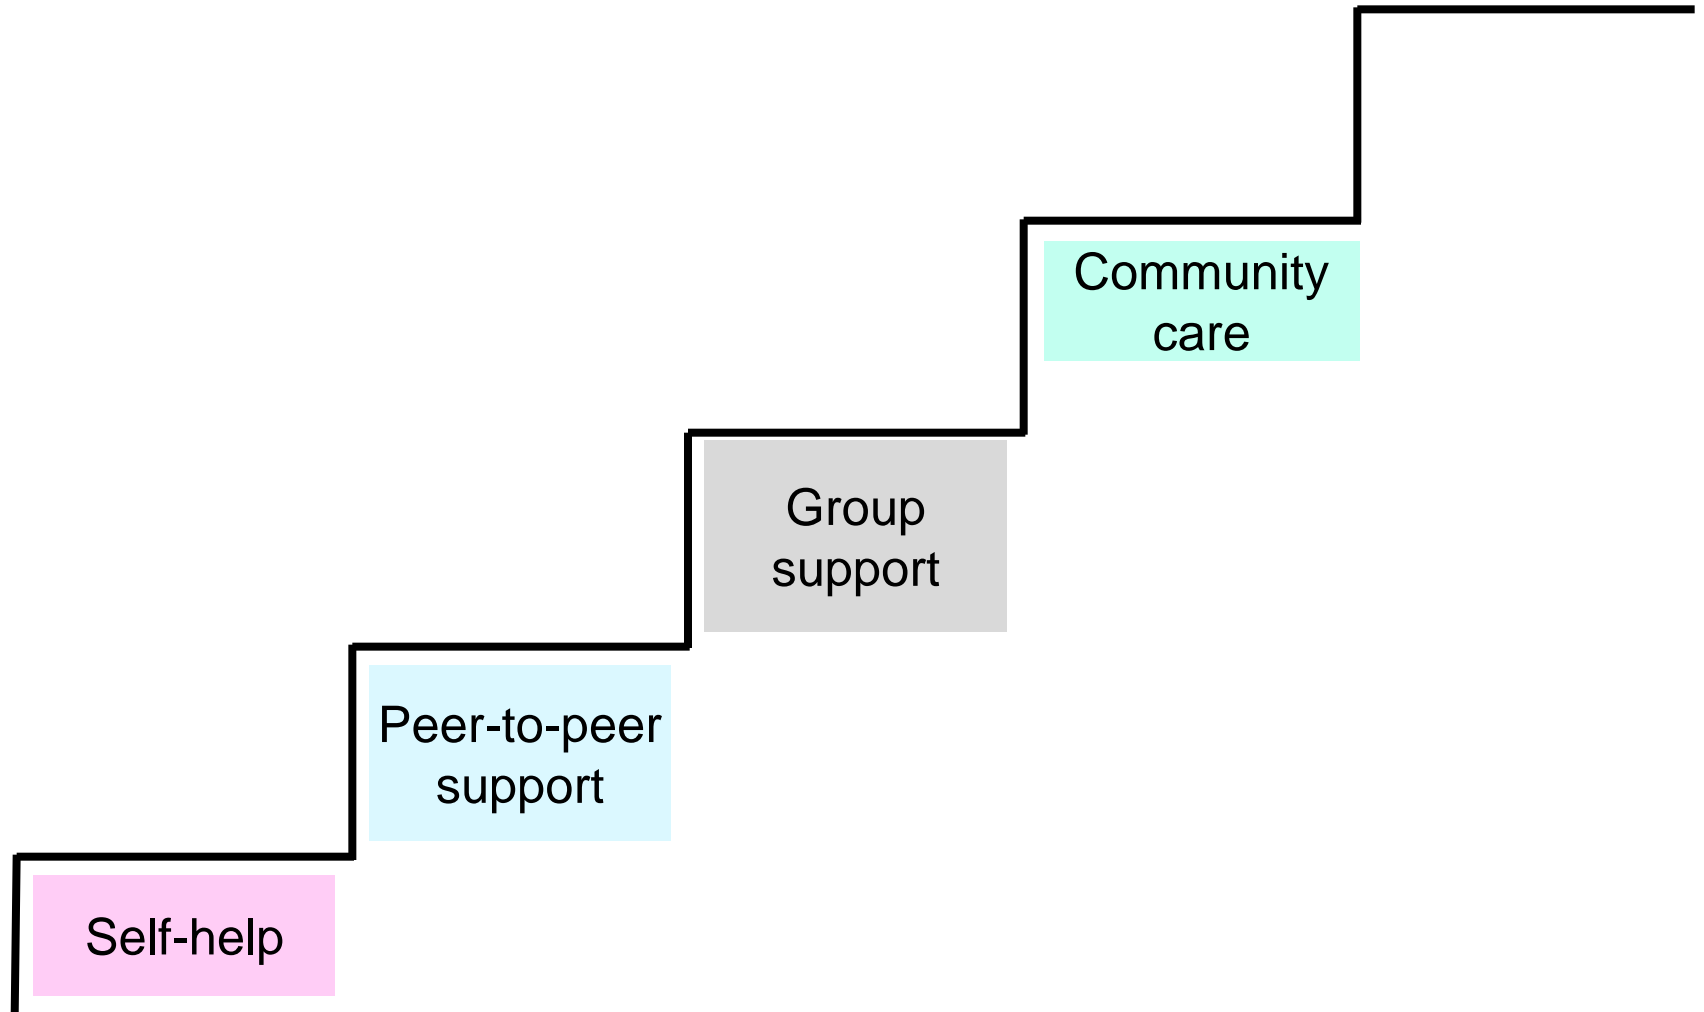 Community
care
Group
support
Peer-to-peer
support
Self-help